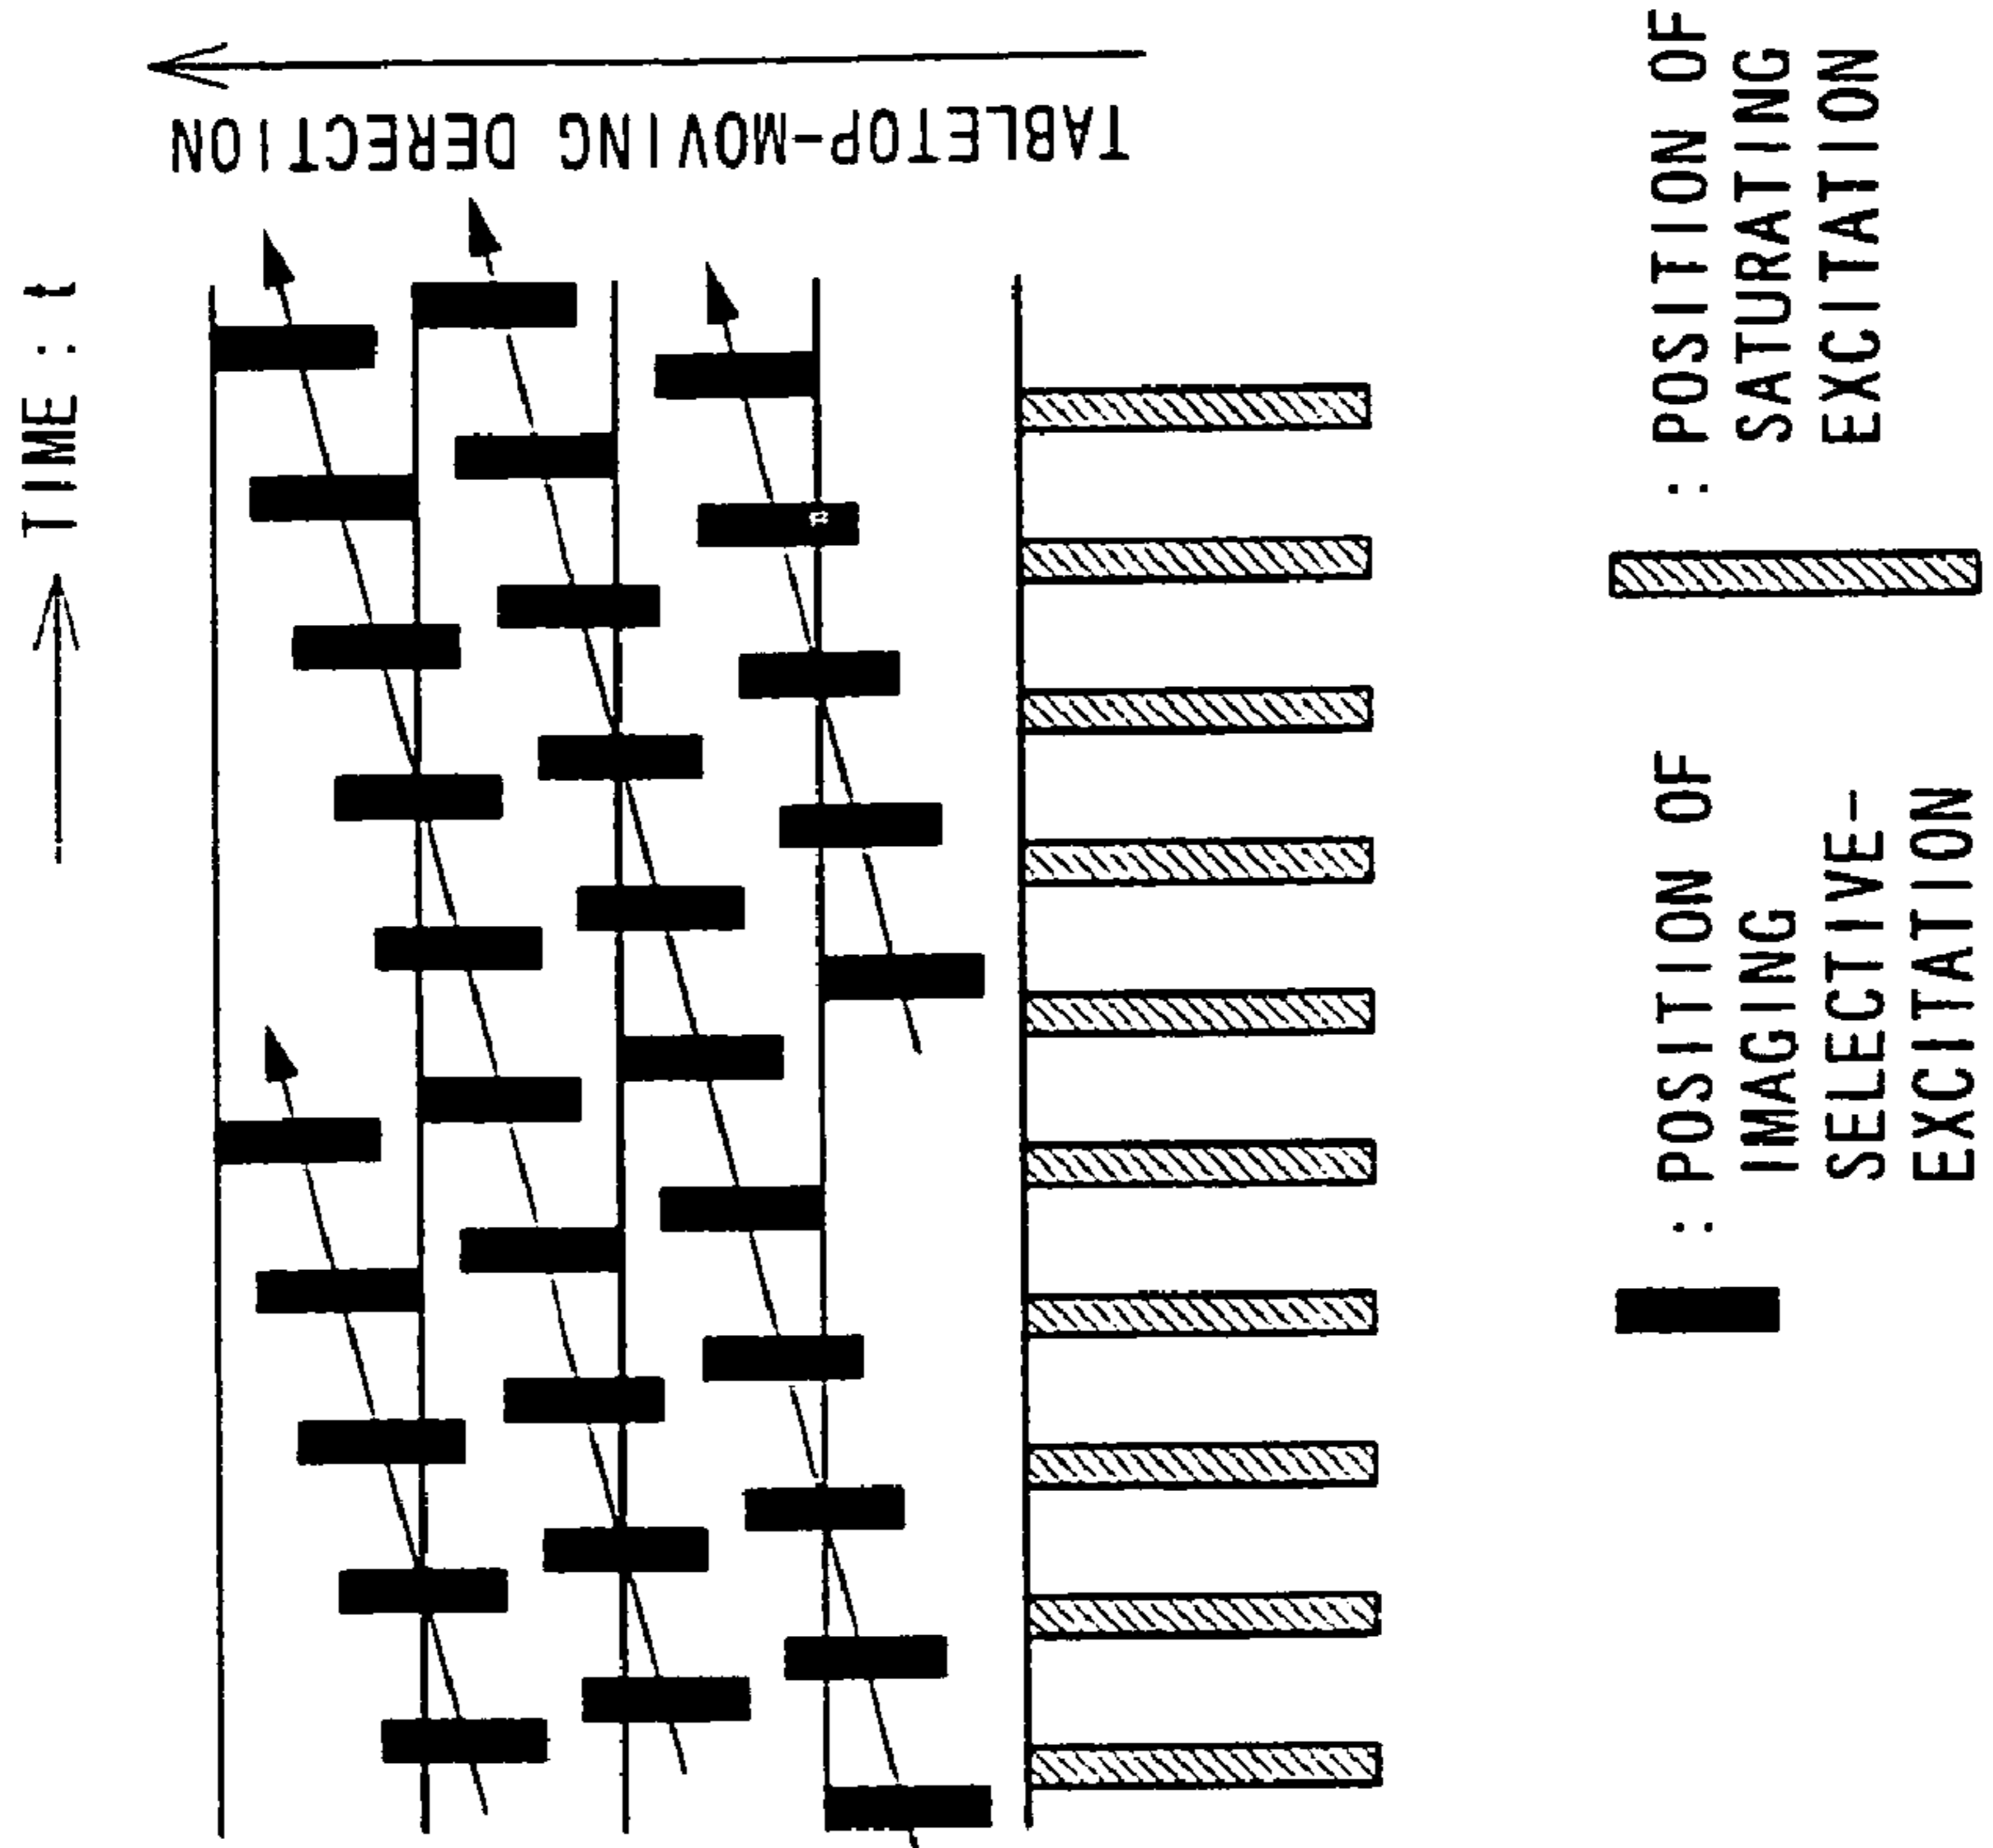 TIME : t
TABLETOP-MOVING DERECTION
: POSITION OF
IMAGING
SELECTIVE-
EXCITATION
: POSITION OF
SATURATING
EXCITATION